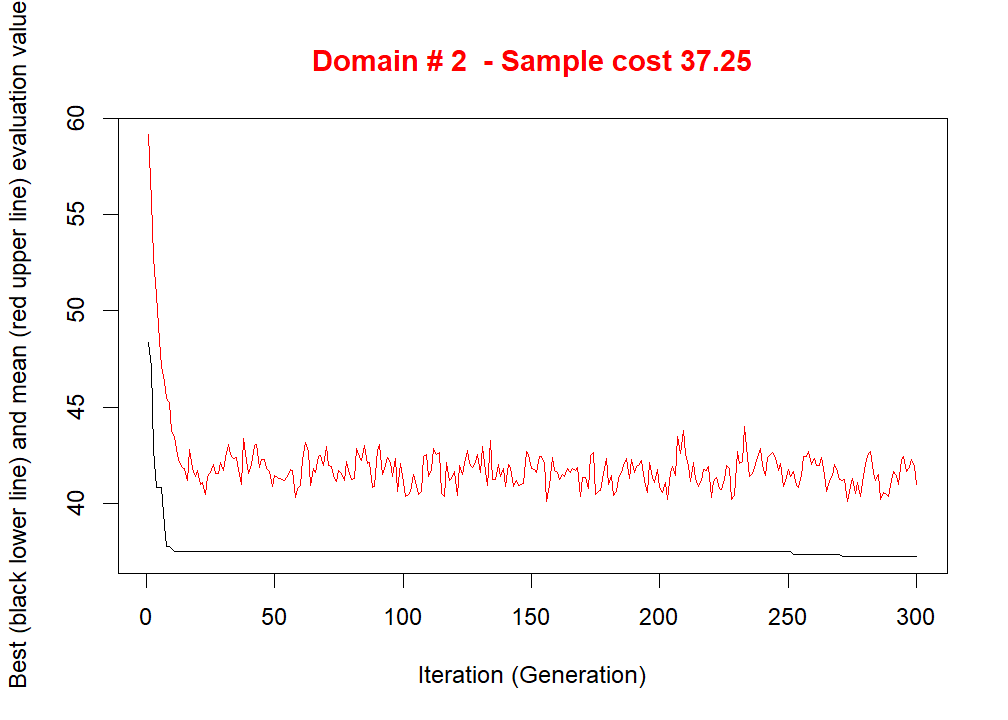 Domain # 2  - Sample cost 37.25
Best (black lower line) and mean (red upper line) evaluation value
60
55
50
45
40
0 50 100 150 200 250 300
Iteration (Generation)